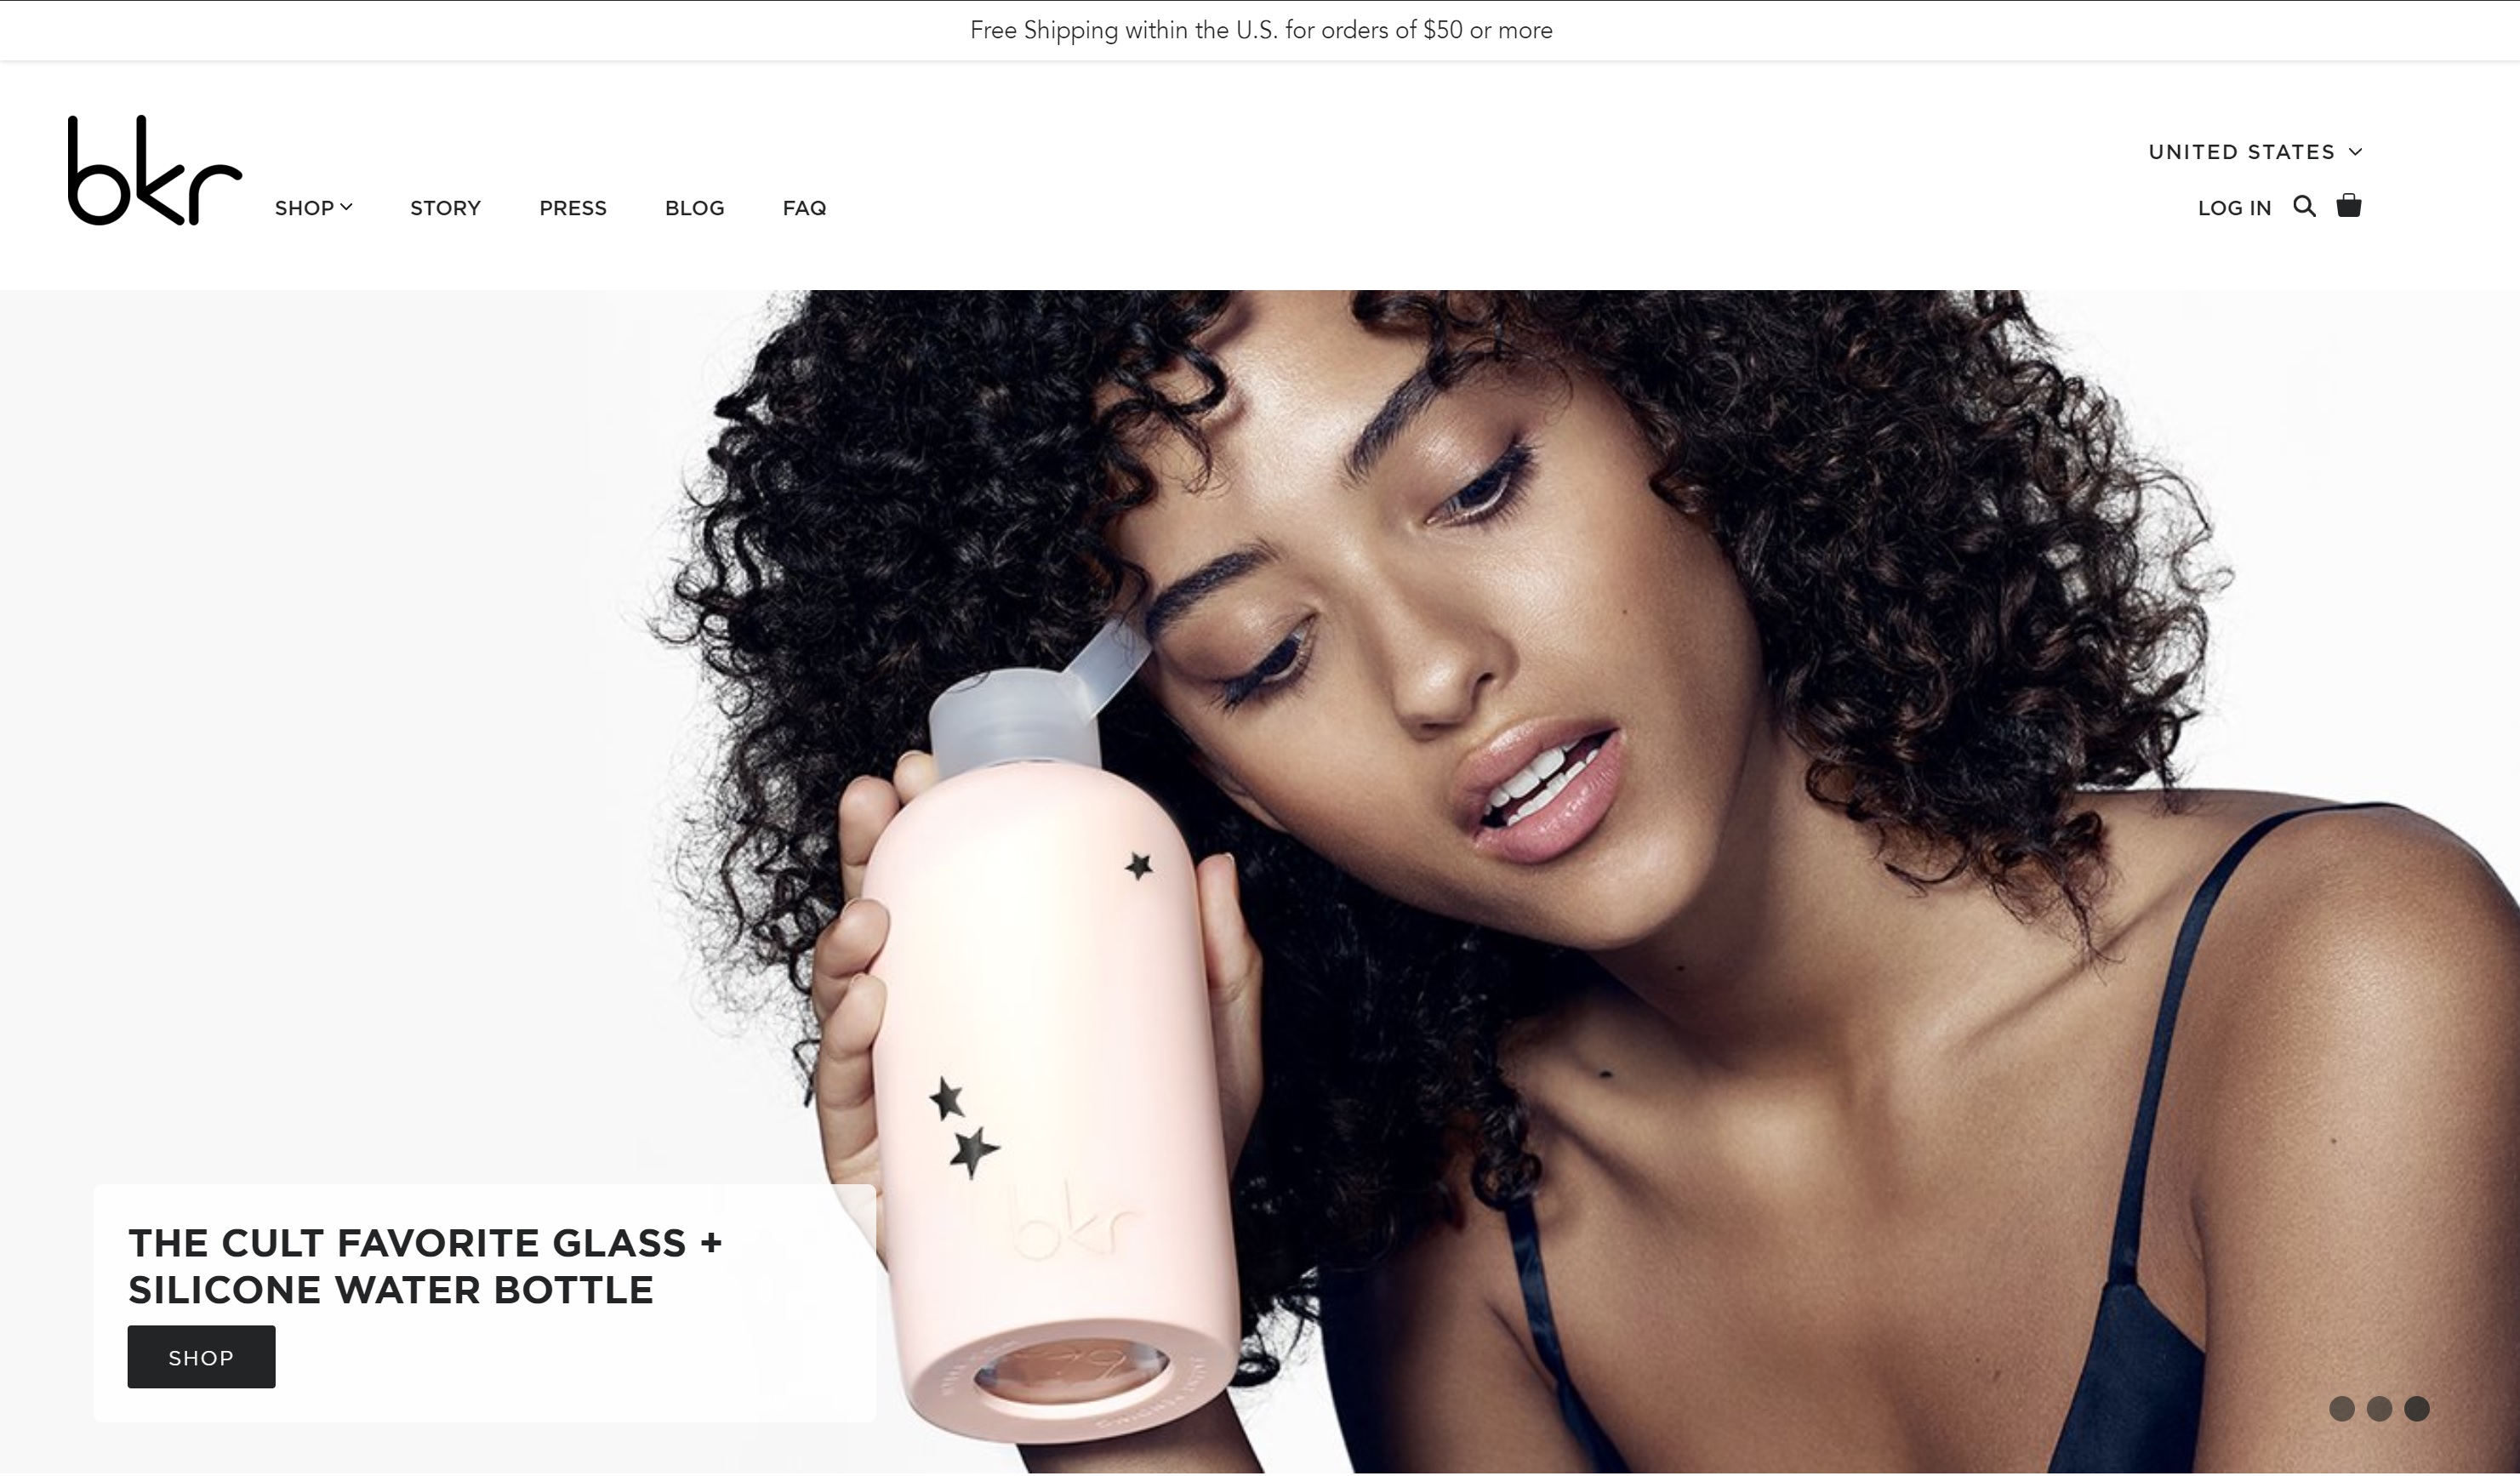 Free Shipping within the U.S. for orders of $50 or more
bkr
UNITED STATES
SHOP
STORY
PRESS
BLOG
FAQ
LOG IN
bkr
THE CULT FAVORITE GLASS +
SILICONE WATER BOTTLE
SHOP